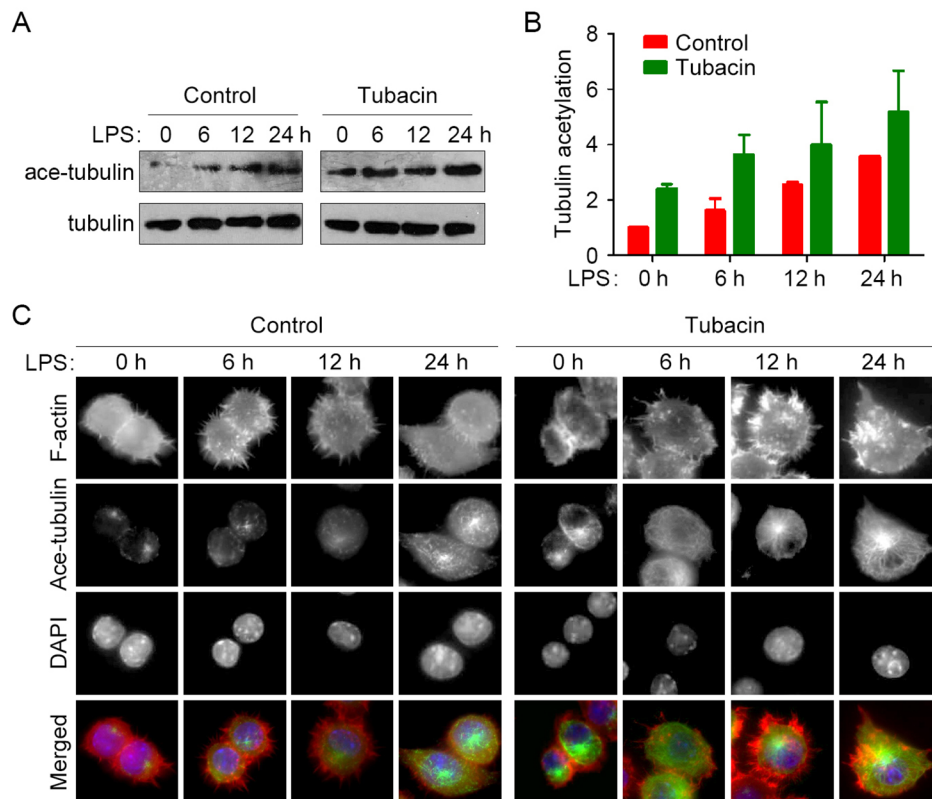 A
Control Tubacin
LPS: 0 6 12 24 h 0 6 12 24 h
ace-tubulin
tubulin
B
Control
Tubacin
Tubulin acetylation
8
6
4
2
0
LPS: 0 h 6 h 12 h 24 h
C
Control Tubacin
LPS: 0 h 6 h 12 h 24 h 0 h 6 h 12 h 24 h
F-actin
Ace-tubulin
DAPI
Merged